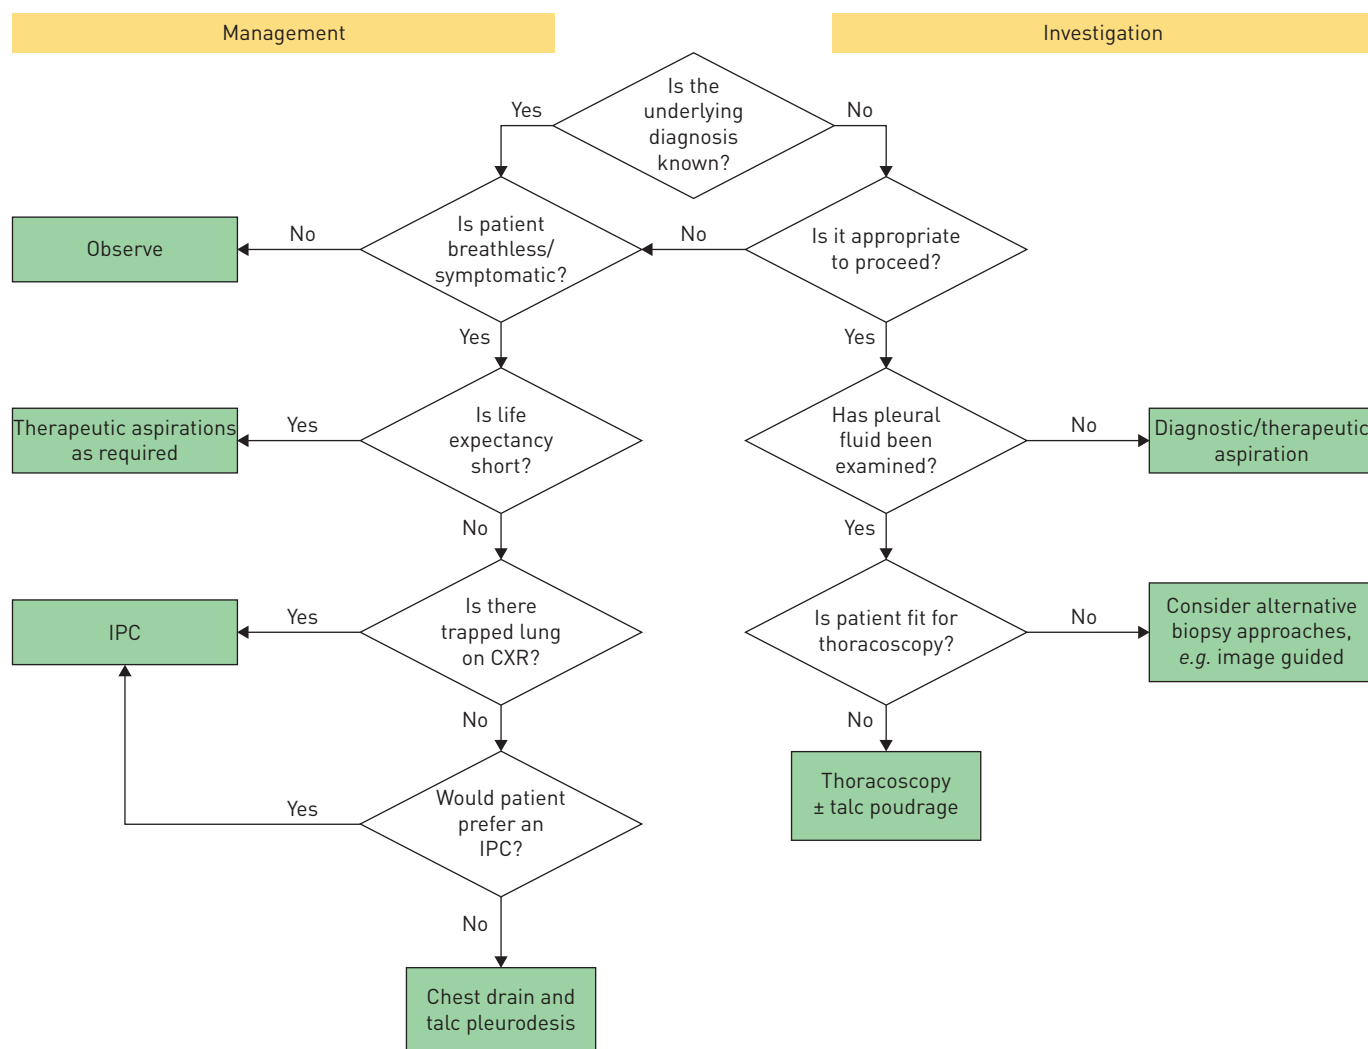 Management
Investigation
Is the
underlying
diagnosis
known?
Yes
No
Is patient
breathless/
symptomatic?
No
Observe
No
Is it appropriate
to proceed?
Yes
Yes
Is life
expectancy
short?
Yes
Therapeutic aspirations
as required
Has pleural
fluid been
examined?
No
Diagnostic/therapeutic
aspiration
No
Yes
Is there
trapped lung
on CXR?
Yes
IPC
Is patient fit for
thoracoscopy?
No
Consider alternative
biopsy approaches,
e.g. image guided
No
No
Would patient
prefer an
IPC?
Yes
Thoracoscopy
± talc poudrage
No
Chest drain and
talc pleurodesis